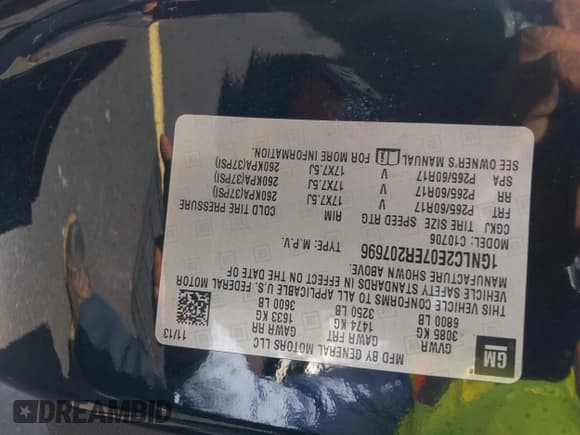 GM
MFD BY GENERAL MOTORS LLC 11/13
GVWR GAWR FRT GAWR RR
3085 KG 1474 KG 1633 KG
6800 LB 3250 LB 3600 LB
THIS VEHICLE CONFORMS TO ALL APPLICABLE U.S. FEDERAL MOTOR
VEHICLE SAFETY STANDARDS IN EFFECT ON THE DATE OF
MANUFACTURE SHOWN ABOVE.
1GNLC2E07ER207696 TYPE: M.P.V.
MODEL: C10706
CGKJ TIRE SIZE SPEED RTG RIM COLD TIRE PRESSURE
FRT P265/60R17 V 17X7.5J 260KPA(37PSI)
RR P265/60R17 V 17X7.5J 260KPA(37PSI)
SPA P265/60R17 V 17X7.5J 260KPA(37PSI)
SEE OWNER'S MANUAL FOR MORE INFORMATION.
DREAMBID